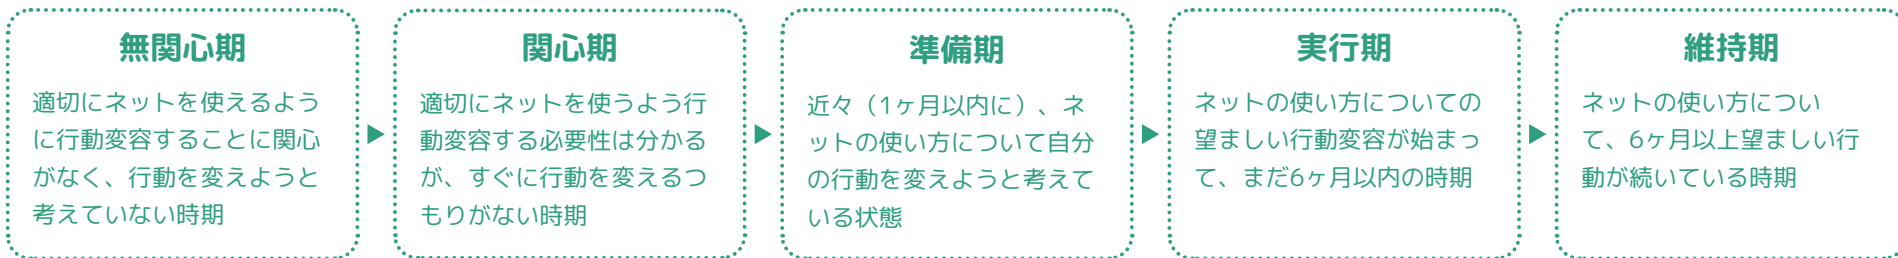 無関心期
適切にネットを使えるよう
に行動変容することに関心
がなく、行動を変えようと
考えていない時期
関心期
適切にネットを使うよう行
動変容する必要性は分かる
が、すぐに行動を変えるつ
もりがない時期
準備期
近々（1ヶ月以内に）、ネ
ットの使い方について自分
の行動を変えようと考えて
いる状態
実行期
ネットの使い方についての
望ましい行動変容が始まっ
て、まだ6ヶ月以内の時期
維持期
ネットの使い方につい
て、6ヶ月以上望ましい行
動が続いている時期